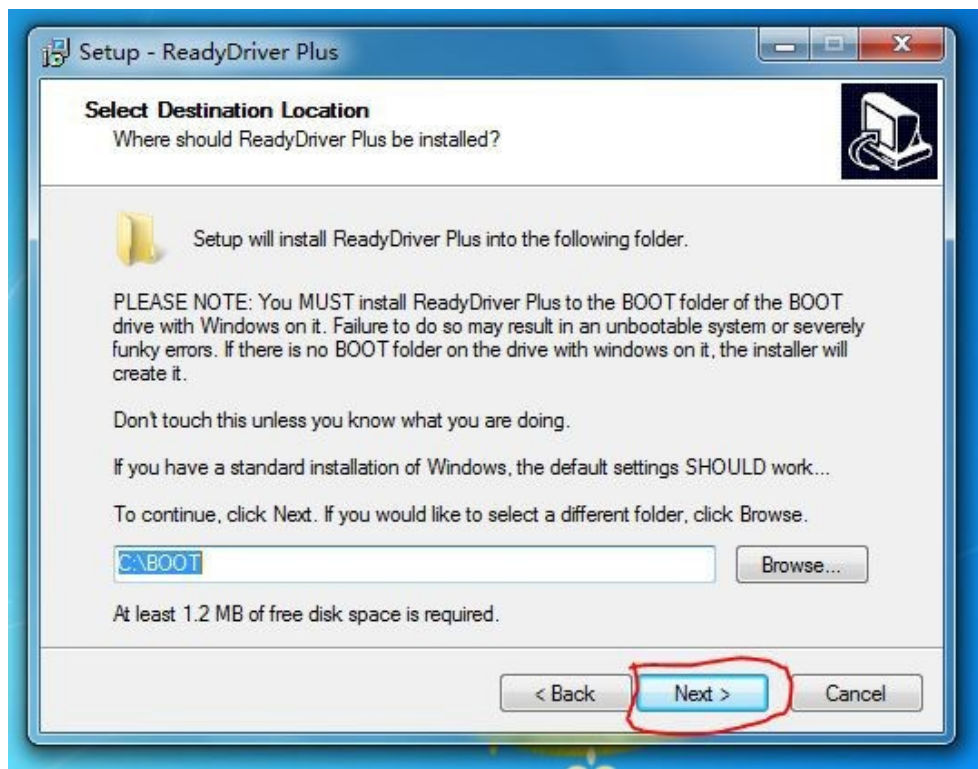 Setup - ReadyDriver Plus
Select Destination Location
Where should ReadyDriver Plus be installed?
Setup will install ReadyDriver Plus into the following folder.
PLEASE NOTE: You MUST install ReadyDriver Plus to the BOOT folder of the BOOT
drive with Windows on it. Failure to do so may result in an unbootable system or severely
funky errors. If there is no BOOT folder on the drive with windows on it, the installer will
create it.
Don't touch this unless you know what you are doing.
If you have a standard installation of Windows, the default settings SHOULD work...
To continue, click Next. If you would like to select a different folder, click Browse.
C:\BOOT
Browse...
At least 1.2 MB of free disk space is required.
< Back
Next >
Cancel